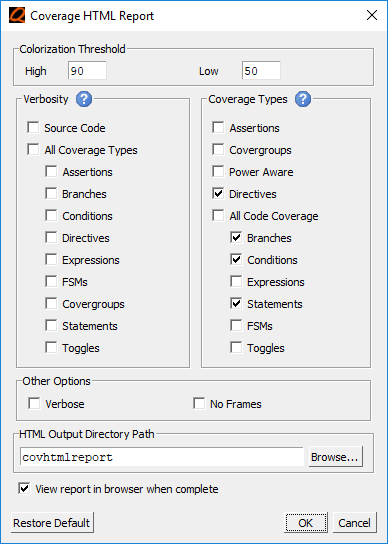 Coverage HTML Report
Colorization Threshold
High 90 Low 50
Verbosity
Source Code
All Coverage Types
Assertions
Branches
Conditions
Directives
Expressions
FSMs
Covergroups
Statements
Toggles
Coverage Types
Assertions
Covergroups
Power Aware
Directives
All Code Coverage
Branches
Conditions
Expressions
Statements
FSMs
Toggles
Other Options
Verbose No Frames
HTML Output Directory Path
covhtmlreport Browse...
View report in browser when complete
Restore Default OK Cancel